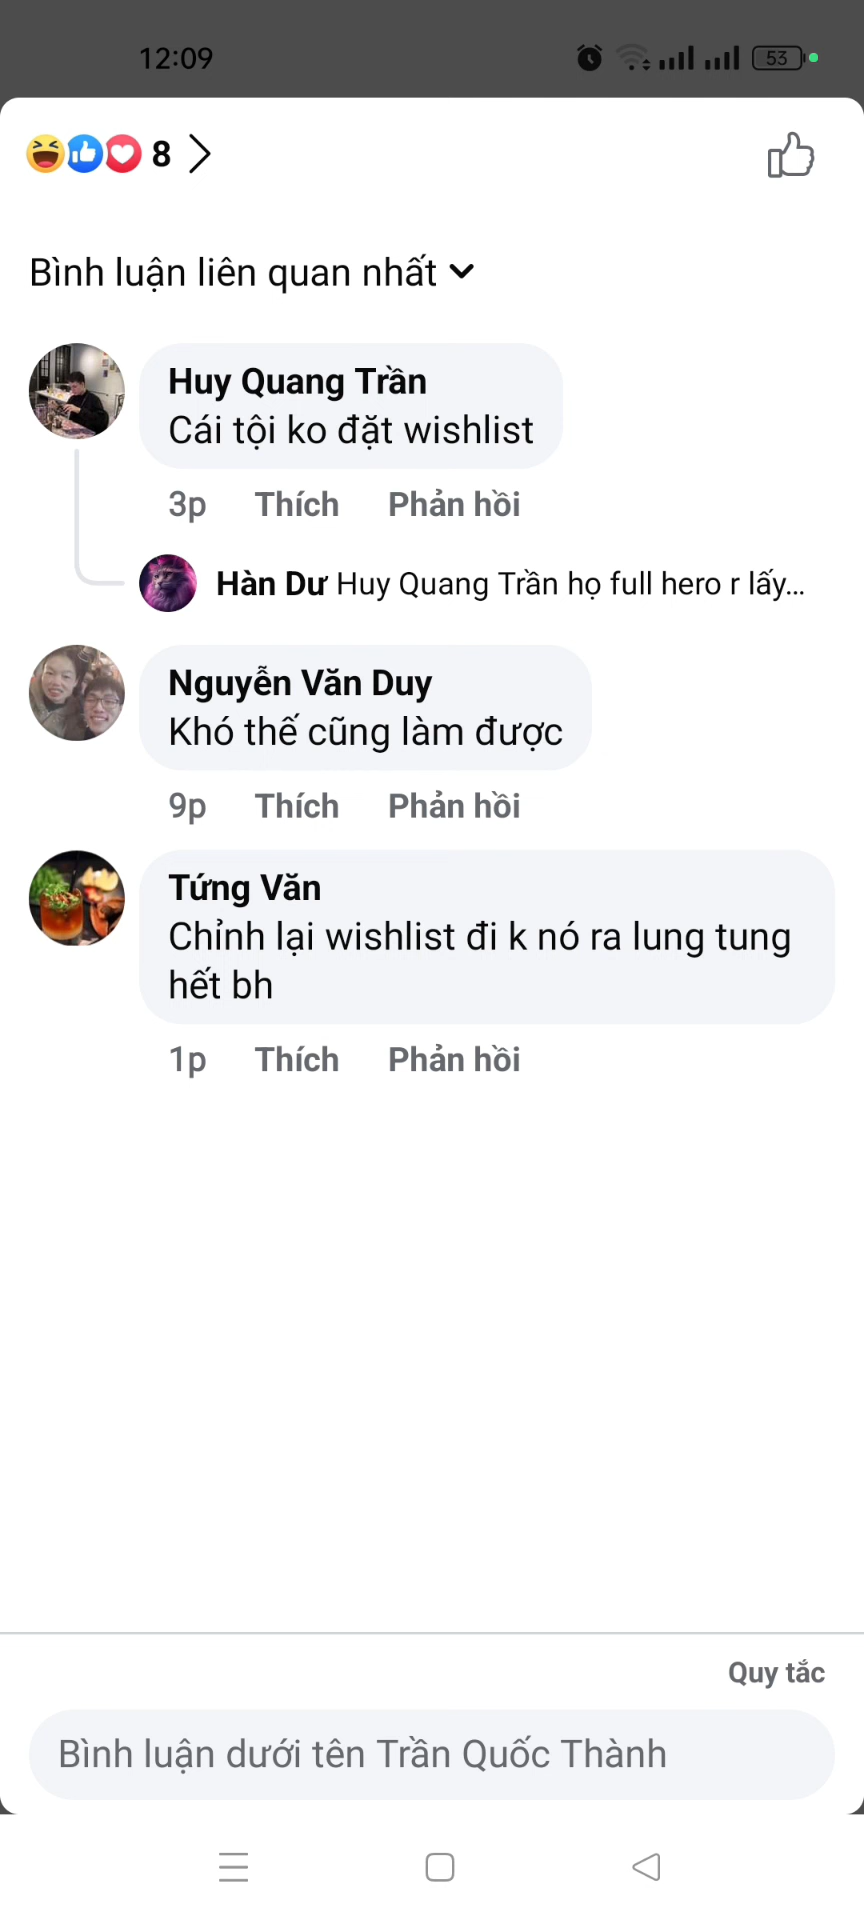 12:09
53
8
Bình luận liên quan nhất
Huy Quang Trần
Cái tội ko đặt wishlist
3p Thích Phản hồi
Hàn Dư Huy Quang Trần họ full hero r lấy...
Nguyễn Văn Duy
Khó thế cũng làm được
9p Thích Phản hồi
Tứng Văn
Chỉnh lại wishlist đi k nó ra lung tung
hết bh
1p Thích Phản hồi
Quy tắc
Bình luận dưới tên Trần Quốc Thành